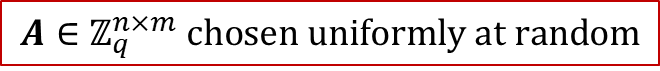 𝑨 ∈ ℤ_q^{n×m} chosen uniformly at random